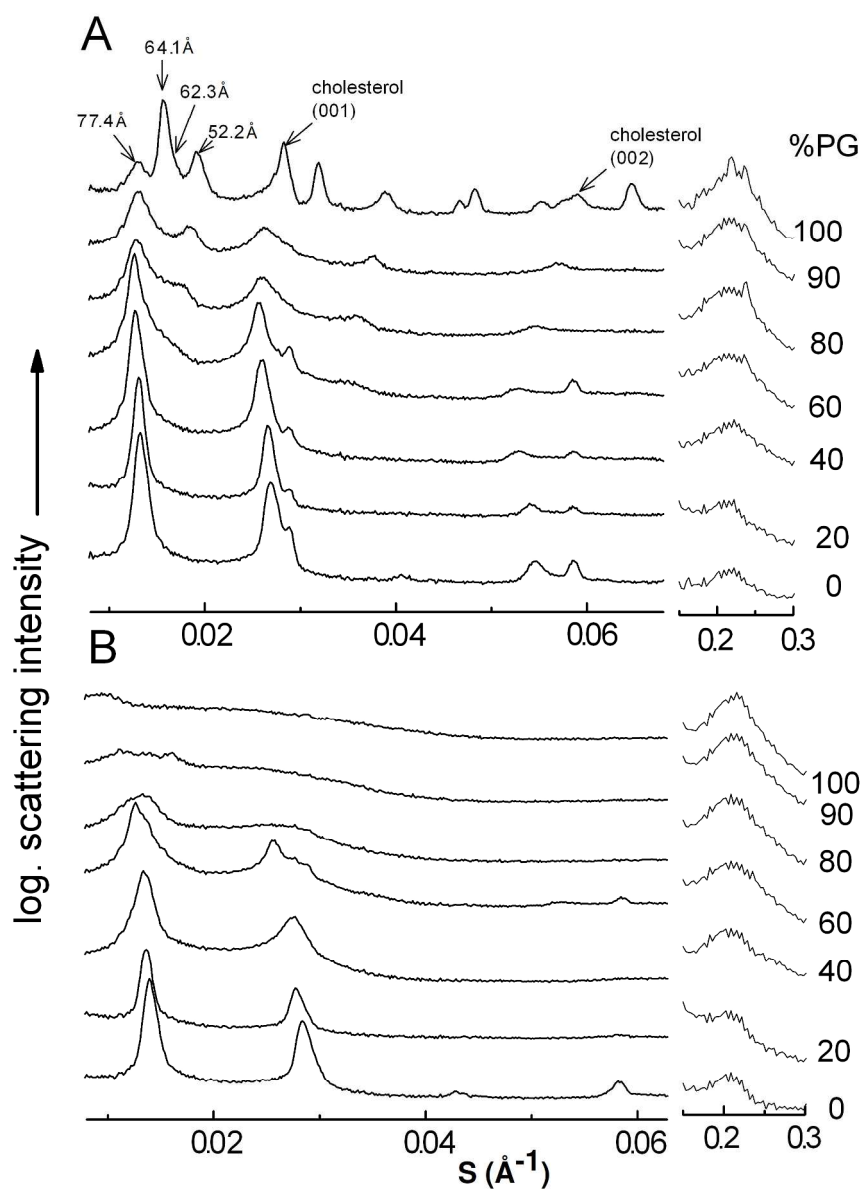 A
64.1Å
62.3Å
77.4Å
52.2Å
cholesterol
(001)
cholesterol
(002)
%PG
100
90
80
60
40
20
0
0.02
0.04
0.06
0.2
0.3
B
100
90
80
60
40
20
0
0.02
0.04
0.06
0.2
0.3
S (Å-1)
log. scattering intensity